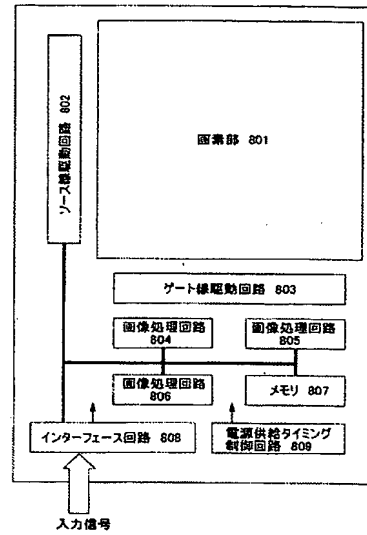 ソース線駆動回路 802
画素部 801
ゲート線駆動回路 803
画像処理回路
804
画像処理回路
805
画像処理回路
806
メモリ 807
インターフェース回路 808
電源供給タイミング
制御回路 809
入力信号